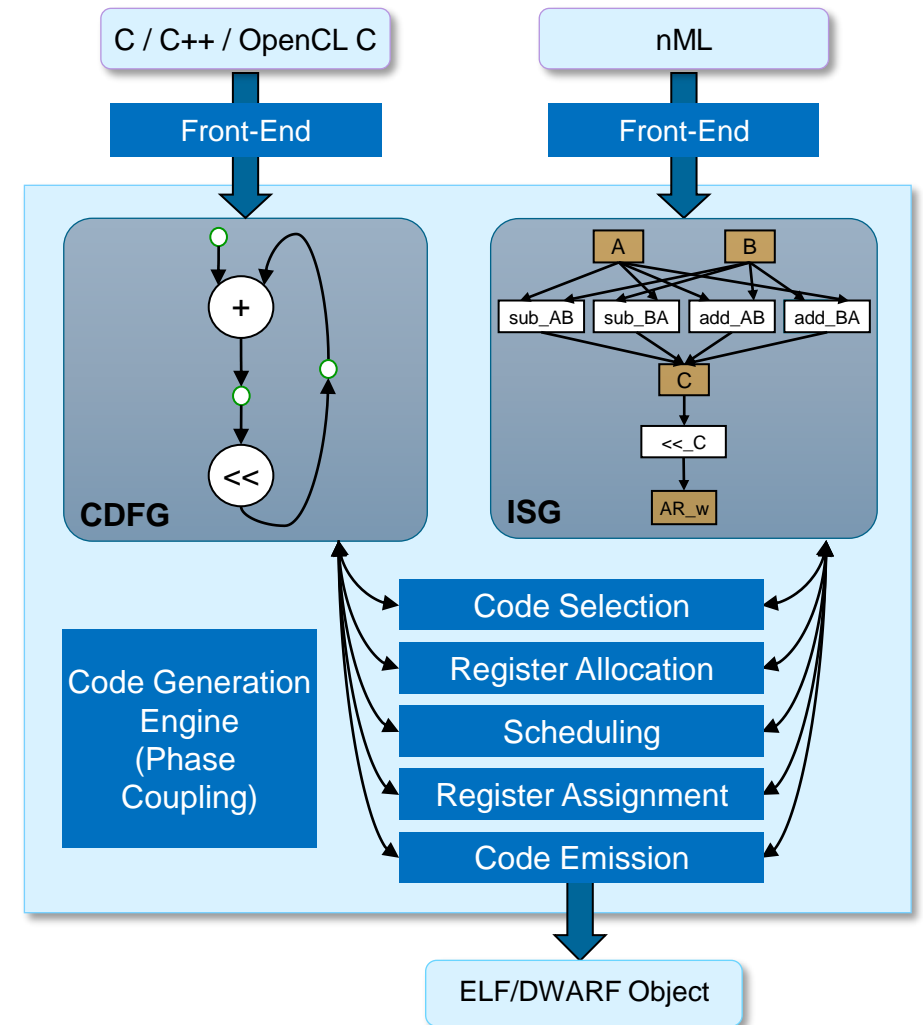 C / C++ / OpenCL C
nML
Front-End
Front-End
+
<<
CDFG
A
B
sub_AB
sub_BA
add_AB
add_BA
C
<<_C
AR_w
ISG
Code Generation
Engine
(Phase
Coupling)
Code Selection
Register Allocation
Scheduling
Register Assignment
Code Emission
ELF/DWARF Object